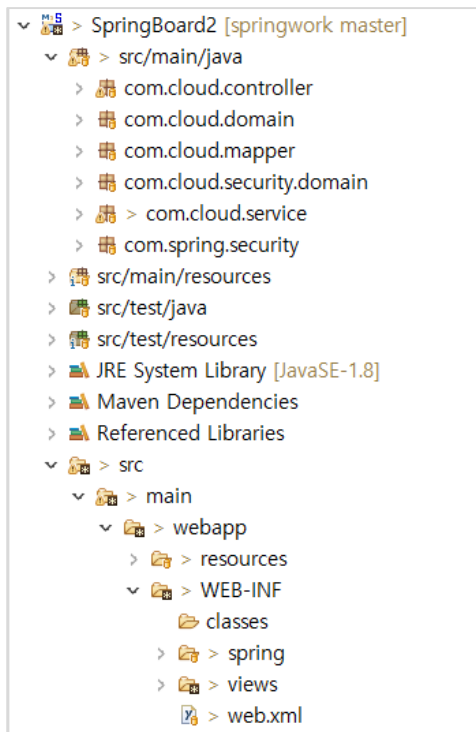 SpringBoard2 [springwork master]
> src/main/java
com.cloud.controller
com.cloud.domain
com.cloud.mapper
com.cloud.security.domain
> com.cloud.service
com.spring.security
src/main/resources
src/test/java
src/test/resources
JRE System Library [JavaSE-1.8]
Maven Dependencies
Referenced Libraries
> src
> main
> webapp
> resources
> WEB-INF
classes
> spring
> views
> web.xml